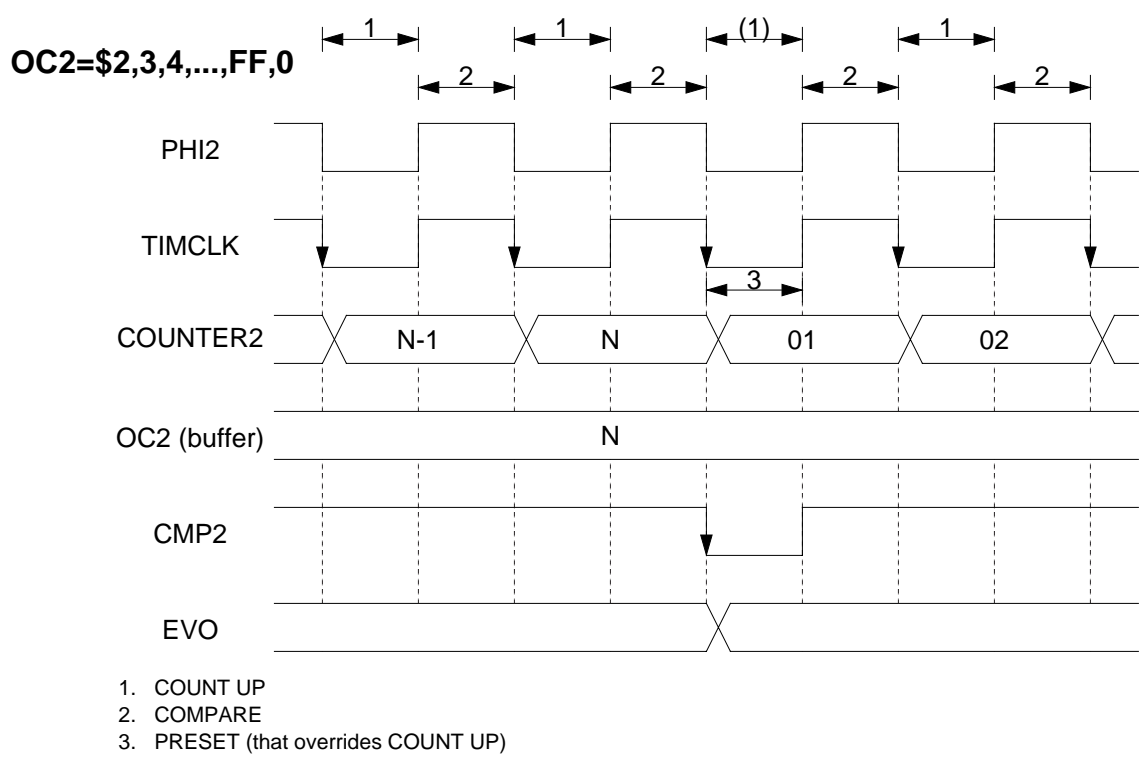 1 1 (1) 1
OC2=$2,3,4,...,FF,0
2 2 2 2
PHI2
TIMCLK
3
COUNTER2 N-1 N 01 02
OC2 (buffer) N
CMP2
EVO
1. COUNT UP
2. COMPARE
3. PRESET (that overrides COUNT UP)